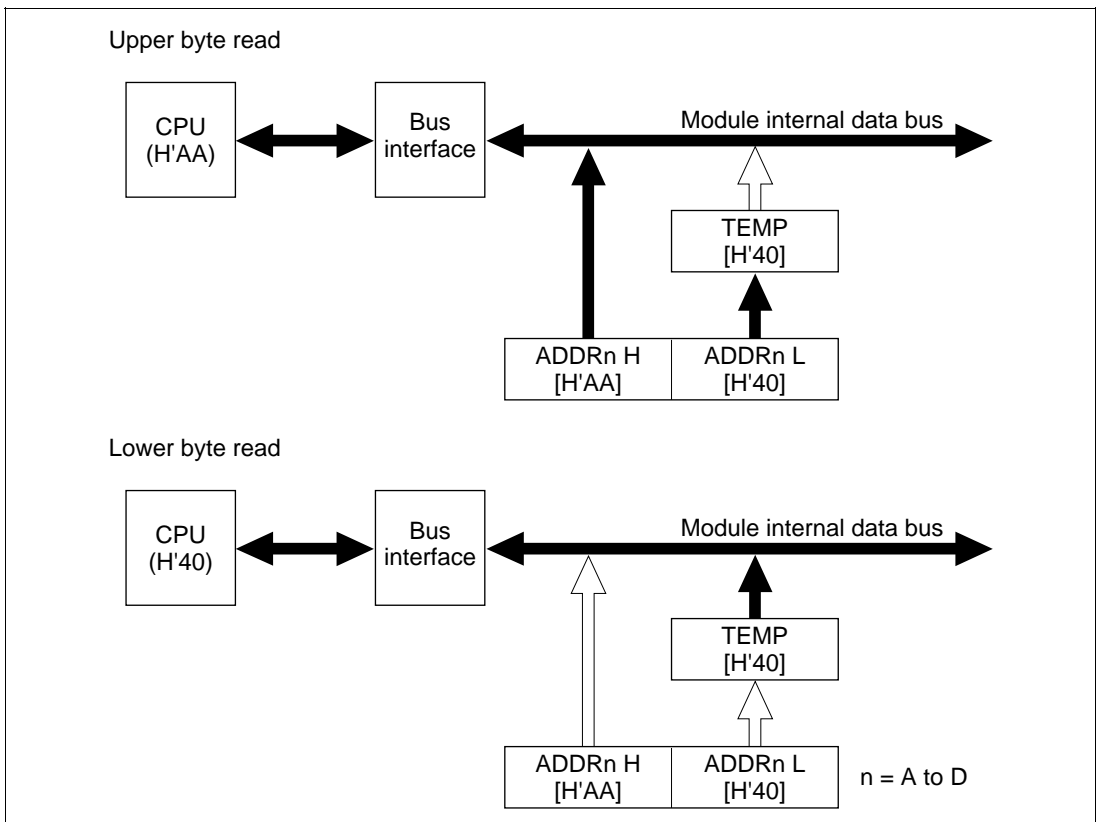 Upper byte read
CPU
(H'AA)
Bus
interface
Module internal data bus
TEMP
[H'40]
ADDRn H
[H'AA]
ADDRn L
[H'40]
Lower byte read
CPU
(H'40)
Bus
interface
Module internal data bus
TEMP
[H'40]
ADDRn H
[H'AA]
ADDRn L
[H'40]
n = A to D